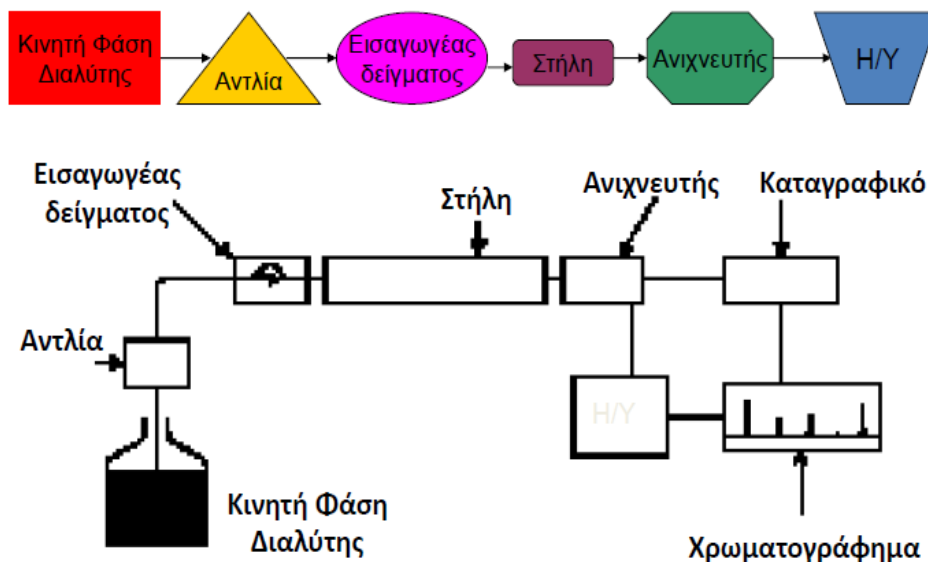 Κινητή Φάση
Διαλύτης
Αντλία
Εισαγωγέας
δείγματος
Στήλη
Ανιχνευτής
Η/Υ
Εισαγωγέας
δείγματος
Στήλη
Ανιχνευτής
Καταγραφικό
Αντλία
Η/Υ
Κινητή Φάση
Διαλύτης
Χρωματογράφημα